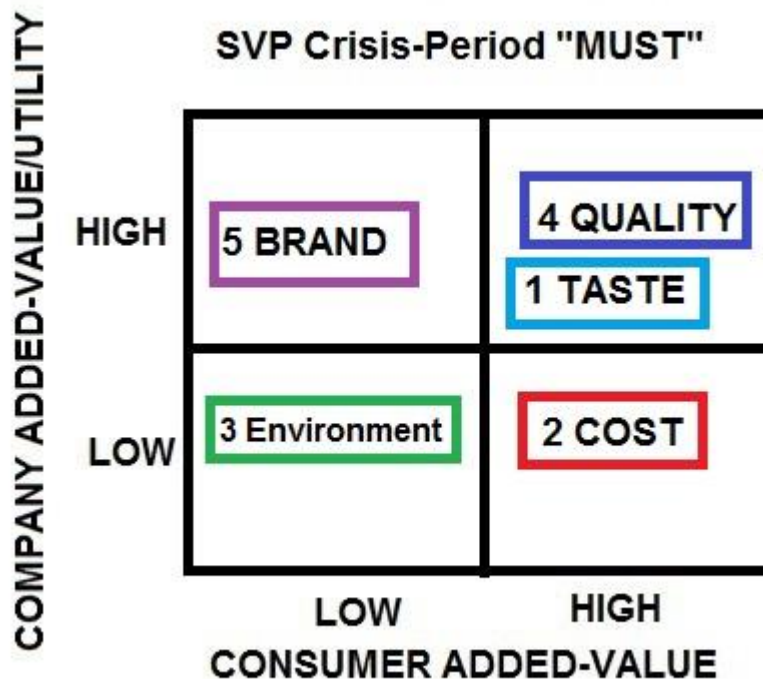 SVP Crisis-Period "MUST"
COMPANY ADDED-VALUE/UTILITY
HIGH
5 BRAND
4 QUALITY
1 TASTE
LOW
3 Environment
2 COST
LOW
HIGH
CONSUMER ADDED-VALUE